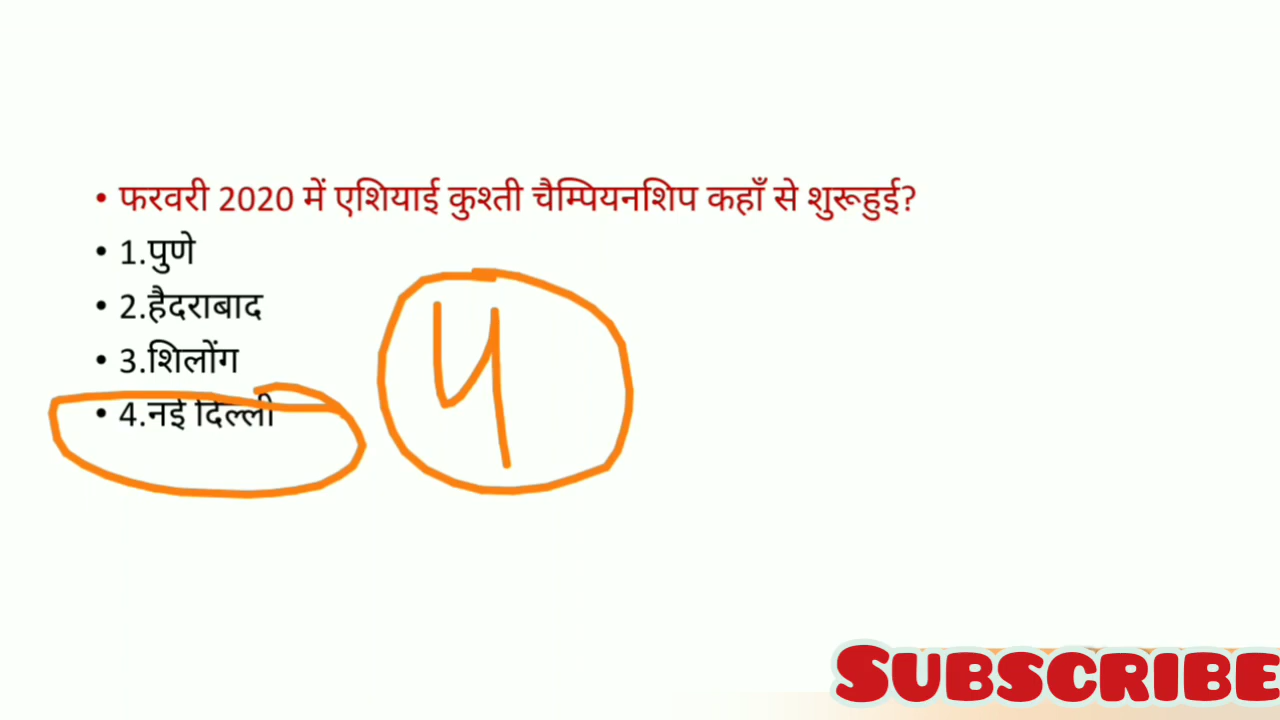 • फरवरी 2020 में एशियाई कुश्ती चैम्पियनशिप कहाँ से शुरूहुई?
• 1.पुणे
• 2.हैदराबाद
• 3.शिलोंग
• 4.नई दिल्ली
4
SUBSCRIBE